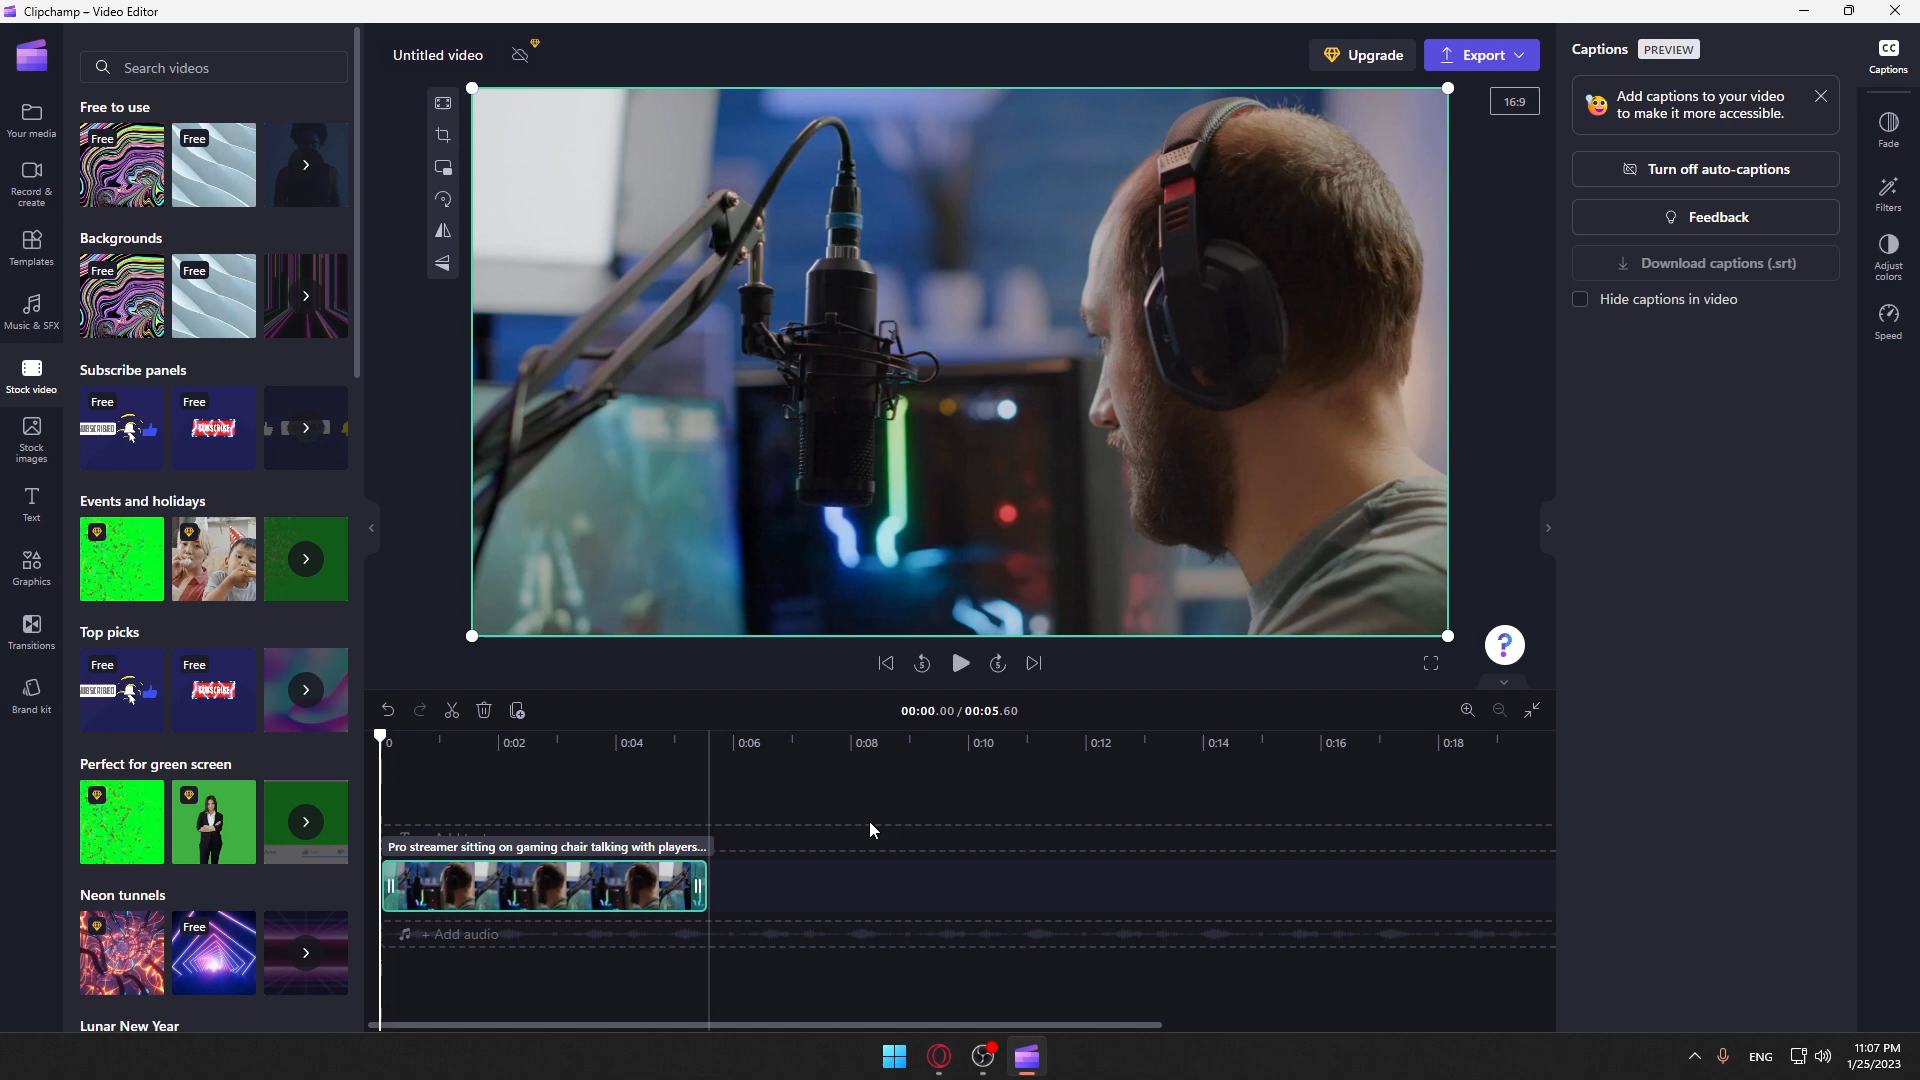 Clipchamp – Video Editor
Search videos
Untitled video
Upgrade
Export
Captions
PREVIEW
CC
Captions
16:9
Add captions to your video
to make it more accessible.
Turn off auto-captions
Feedback
Download captions (.srt)
Hide captions in video
Fade
Filters
Adjust
colors
Speed
Your media
Record &
create
Templates
Music & SFX
Stock video
Stock
images
Text
Graphics
Transitions
Brand kit
Free to use
Free
Free
Backgrounds
Free
Free
Subscribe panels
Free
Free
SUBSCRIBE
Events and holidays
Top picks
Free
Free
SUBSCRIBE
Perfect for green screen
Neon tunnels
Free
Lunar New Year
5
5
?
00:00.00 / 00:05.60
0
0:02
0:04
0:06
0:08
0:10
0:12
0:14
0:16
0:18
Pro streamer sitting on gaming chair talking with players...
+ Add audio
ENG
11:07 PM
1/25/2023